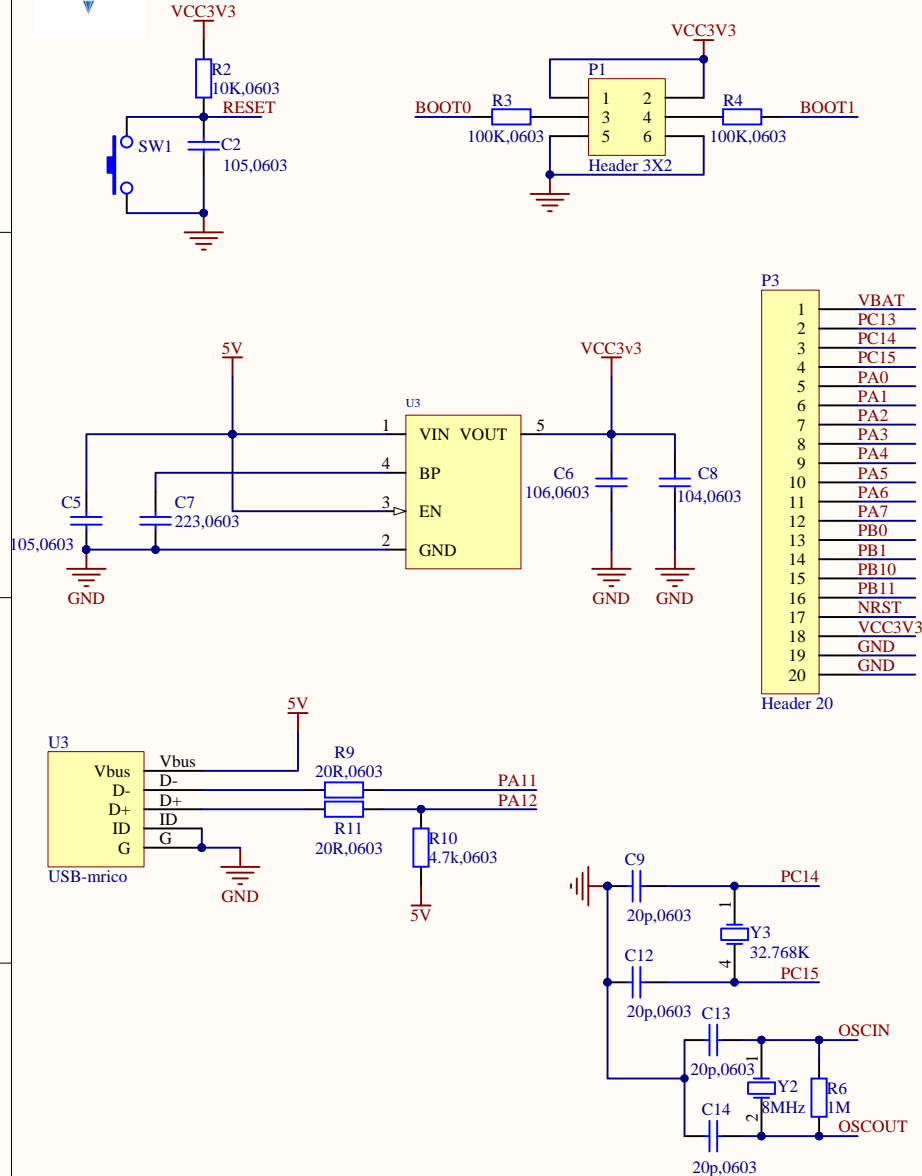 VCC3V3
R2
10K,0603
RESET
SW1
C2
105,0603
VCC3V3
P1
BOOT0
R3
100K,0603
1 2
3 4
5 6
R4
100K,0603
BOOT1
Header 3X2
5V
VCC3v3
U3
1 VIN VOUT 5
4 BP
3 EN
2 GND
C5
105,0603
C7
223,0603
GND
C6
106,0603
C8
104,0603
GND
GND
P3
1 VBAT
2 PC13
3 PC14
4 PC15
5 PA0
6 PA1
7 PA2
8 PA3
9 PA4
10 PA5
11 PA6
12 PA7
13 PB0
14 PB1
15 PB10
16 PB11
17 NRST
18 VCC3V3
19 GND
20 GND
Header 20
5V
U3
Vbus Vbus
D- D-
D+ D+
ID ID
G G
USB-mrico
R9
20R,0603
PA11
PA12
R11
20R,0603
R10
4.7k,0603
GND
5V
C9
20p,0603
PC14
1
Y3
32.768K
4
C12
20p,0603
PC15
C13
20p,0603
OSCIN
1
Y2
8MHz
2
R6
1M
C14
20p,0603
OSCOUT